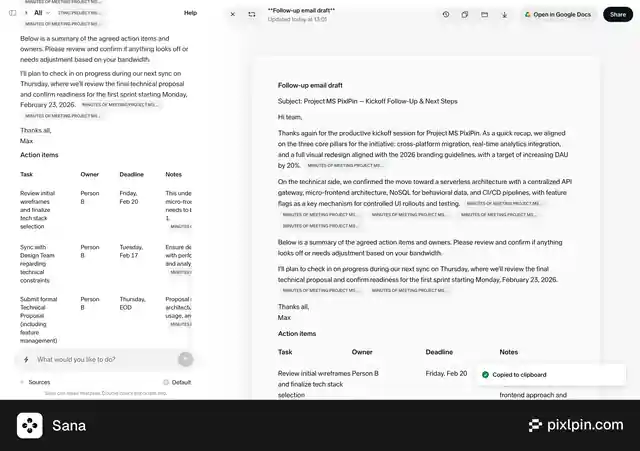 MINUTES OF MEETING/PROJECT MS...
All
MINUTES OF MEETING/PROJECT MS...
Help
MINUTES OF MEETING/PROJECT MS...
Below is a summary of the agreed action items and
owners. Please review and confirm if anything looks off or
needs adjustment based on your bandwidth.
I'll plan to check in on progress during our next sync on
Thursday, where we'll review the final technical proposal
and confirm readiness for the first sprint starting Monday,
February 23, 2026. MINUTES OF MEETING/PROJECT MS...
MINUTES OF MEETING/PROJECT MS...
Thanks all,
Max
Action items
Task Owner Deadline Notes
Review initial
wireframes
and finalize
tech stack
selection
Person
B
Friday,
Feb 20
This unde
micro-fron
needs to b
1.
MINUTES O
Sync with
Design Team
regarding
technical
constraints
Person
B
Tuesday,
Feb 17
Ensure de
with perfo
and analy
MINUTES O
Submit formal
Technical
Proposal
(including
feature
management)
Person
B
Thursday,
EOD
Proposal
architectu
usage, an
MINUTES O
What would you like to do?
Sources
Default
**Follow-up email draft
Updated today at 13:01
Open in Google Docs
Share
Follow-up email draft
Subject: Project MS PixlPin — Kickoff Follow-Up & Next Steps
Hi team,
Thanks again for the productive kickoff session for Project MS PixlPin. As a quick recap, we aligned
on the three core pillars for the initiative: cross-platform migration, real-time analytics integration,
and a full visual redesign aligned with the 2026 branding guidelines, with a target of increasing DAU
by 20%. MINUTES OF MEETING PROJECT MS...
On the technical side, we confirmed the move toward a serverless architecture with a centralized API
gateway, micro-frontend architecture, NoSQL for behavioral data, and CI/CD pipelines, with feature
flags as a key mechanism for controlled UI rollouts and testing. MINUTES OF MEETING PROJECT MS...
MINUTES OF MEETING PROJECT MS... MINUTES OF MEETING PROJECT MS... MINUTES OF MEETING PROJECT MS...
MINUTES OF MEETING PROJECT MS...
Below is a summary of the agreed action items and owners. Please review and confirm if anything
looks off or needs adjustment based on your bandwidth.
I'll plan to check in on progress during our next sync on Thursday, where we'll review the final
technical proposal and confirm readiness for the first sprint starting Monday, February 23, 2026.
MINUTES OF MEETING PROJECT MS... MINUTES OF MEETING PROJECT MS...
Thanks all,
Max
Action items
Task Owner Deadline Notes
Review initial wireframes
and finalize tech stack
selection
Person B
Friday, Feb 20
frontend approach and
Copied to clipboard
Sana
pixlpin.com